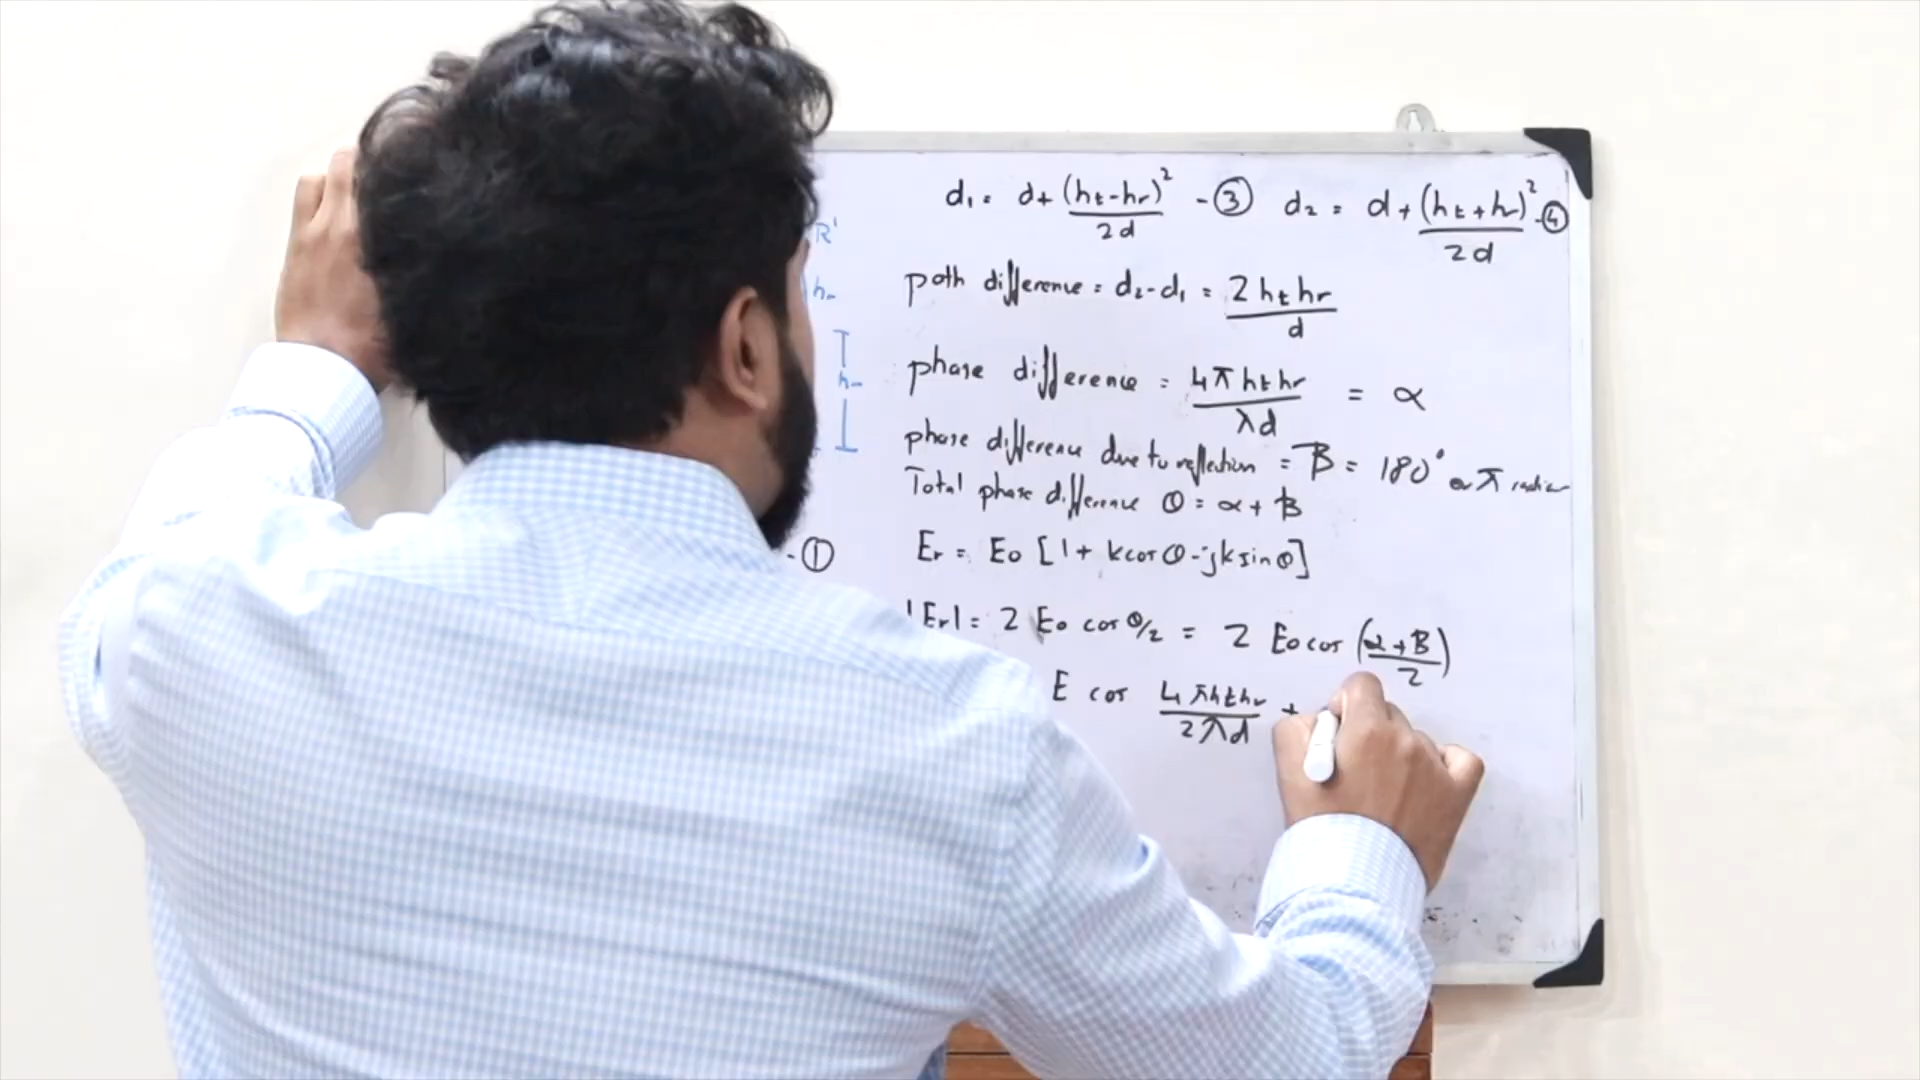 d₁ = d+ (ht-hr)²/2d - ③ d₂ = d + (ht+hr)²/2d - ④
R'
path difference = d₂-d₁ = 2hthr/d
h
phase difference = 4πhthr/λd = α
h
phase difference due to reflection = β = 180° or π radian
Total phase difference θ = α + β
- ①
Er = Eo [1+ kcosθ-jksinθ]
|Er| = 2 Eo cos θ/2 = 2 Eo cos (α+β/2)
E cos 4πhthr/2λd +